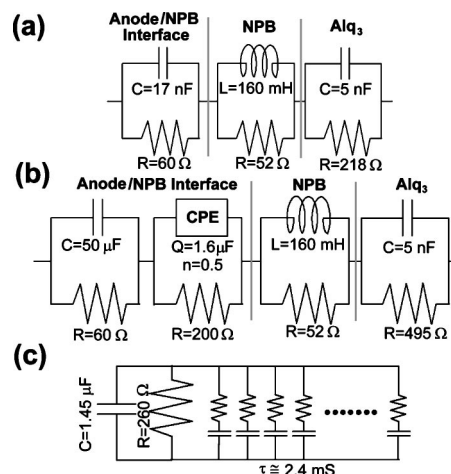 (a)
Anode/NPB
Interface
NPB
Alq3
C=17 nF
L=160 mH
C=5 nF
R=60 Ω
R=52 Ω
R=218 Ω
(b)
Anode/NPB Interface
NPB
Alq3
C=50 µF
CPE
Q=1.6µF
n=0.5
L=160 mH
C=5 nF
R=60 Ω
R=200 Ω
R=52 Ω
R=495 Ω
(c)
C=1.45 µF
R=260 Ω
τ ≅ 2.4 mS